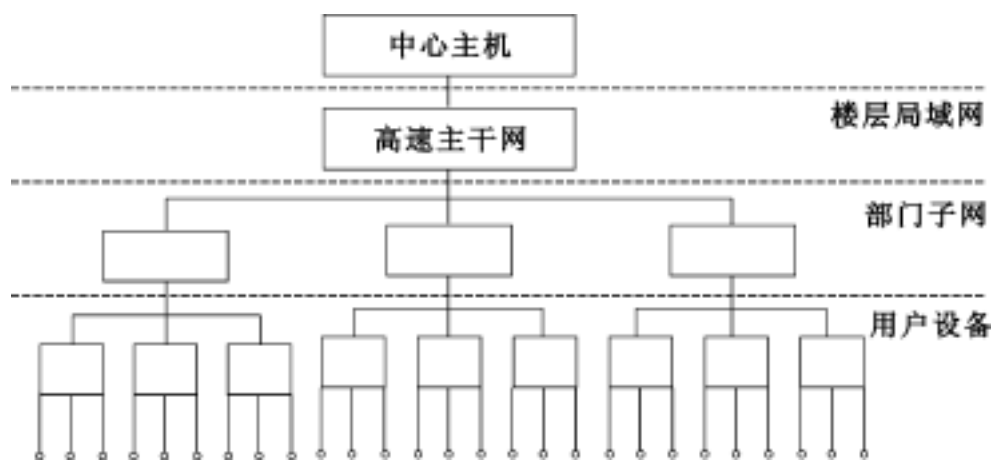 中心主机
楼层局域网
高速主干网
部门子网
用户设备